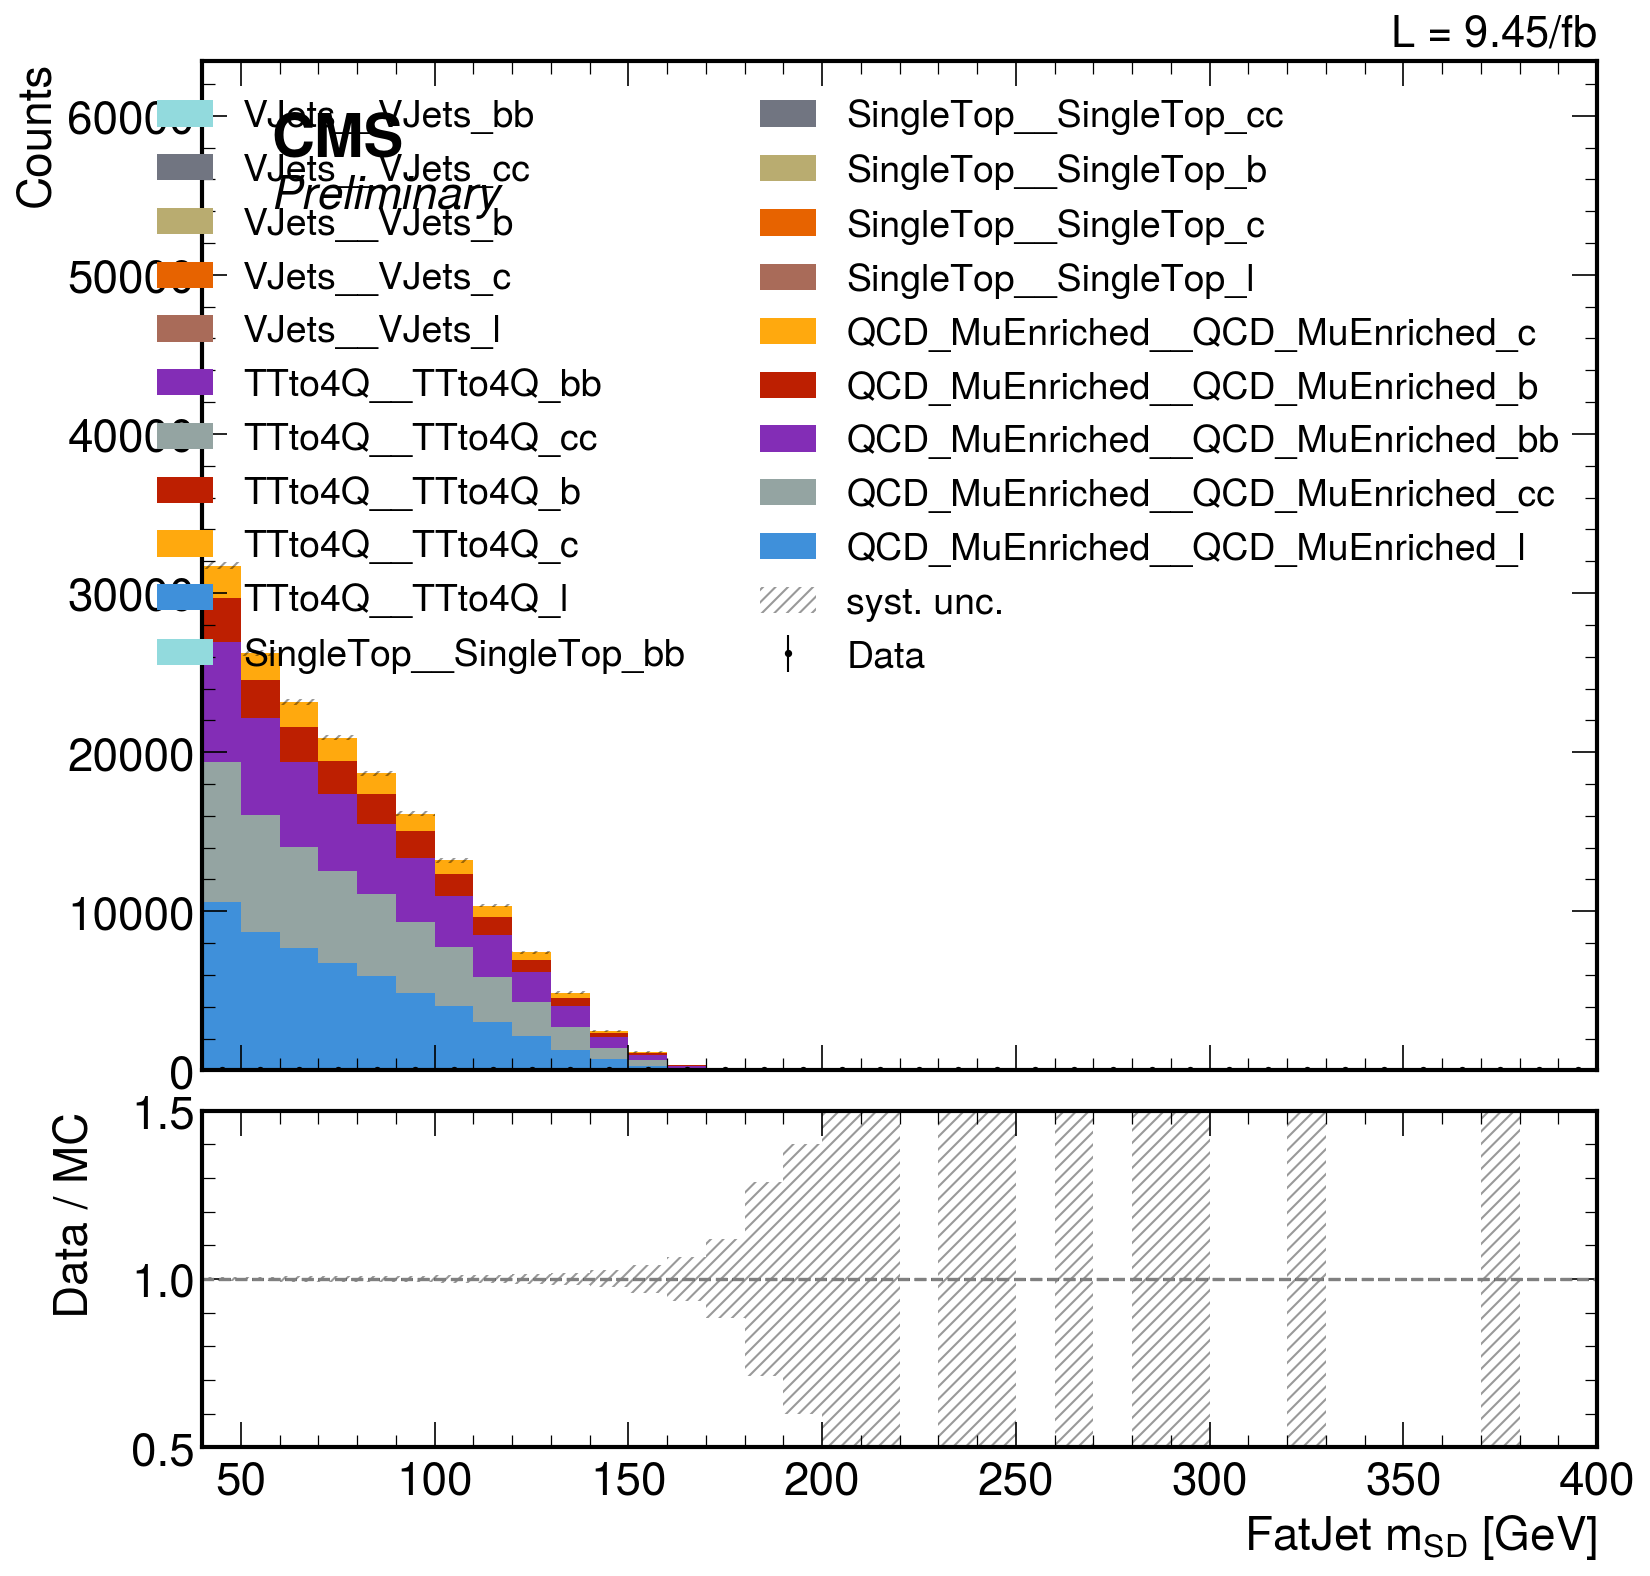 L = 9.45/fb
Counts
CMS
Preliminary
VJets__VJets_bb
VJets__VJets_cc
VJets__VJets_b
VJets__VJets_c
VJets__VJets_l
TTto4Q__TTto4Q_bb
TTto4Q__TTto4Q_cc
TTto4Q__TTto4Q_b
TTto4Q__TTto4Q_c
TTto4Q__TTto4Q_l
SingleTop__SingleTop_bb
SingleTop__SingleTop_cc
SingleTop__SingleTop_b
SingleTop__SingleTop_c
SingleTop__SingleTop_l
QCD_MuEnriched__QCD_MuEnriched_c
QCD_MuEnriched__QCD_MuEnriched_b
QCD_MuEnriched__QCD_MuEnriched_bb
QCD_MuEnriched__QCD_MuEnriched_cc
QCD_MuEnriched__QCD_MuEnriched_l
syst. unc.
Data
60000
50000
40000
30000
20000
10000
0
Data / MC
1.5
1.0
0.5
50 100 150 200 250 300 350 400
FatJet m_SD [GeV]